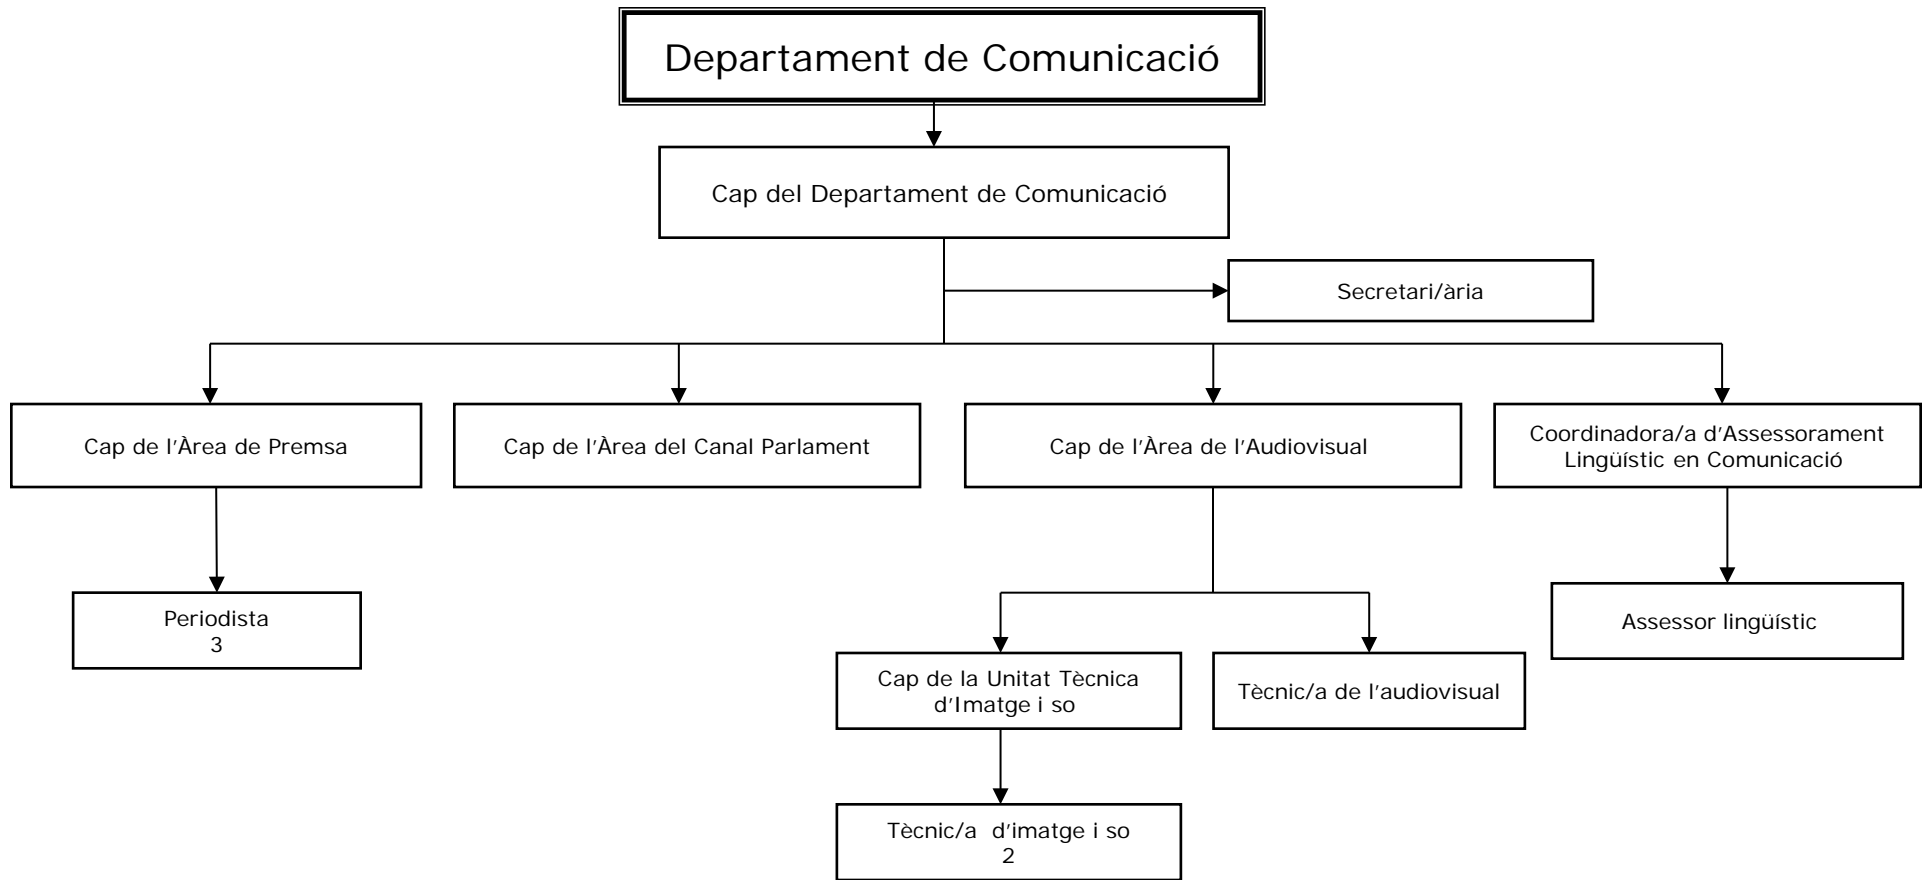 Departament de Comunicació
Cap del Departament de Comunicació
Secretari/ària
Cap de l'Àrea de Premsa
Cap de l'Àrea del Canal Parlament
Cap de l'Àrea de l'Audiovisual
Coordinadora/a d'Assessorament
Lingüístic en Comunicació
Periodista
3
Assessor lingüístic
Cap de la Unitat Tècnica
d'Imatge i so
Tècnic/a de l'audiovisual
Tècnic/a d'imatge i so
2